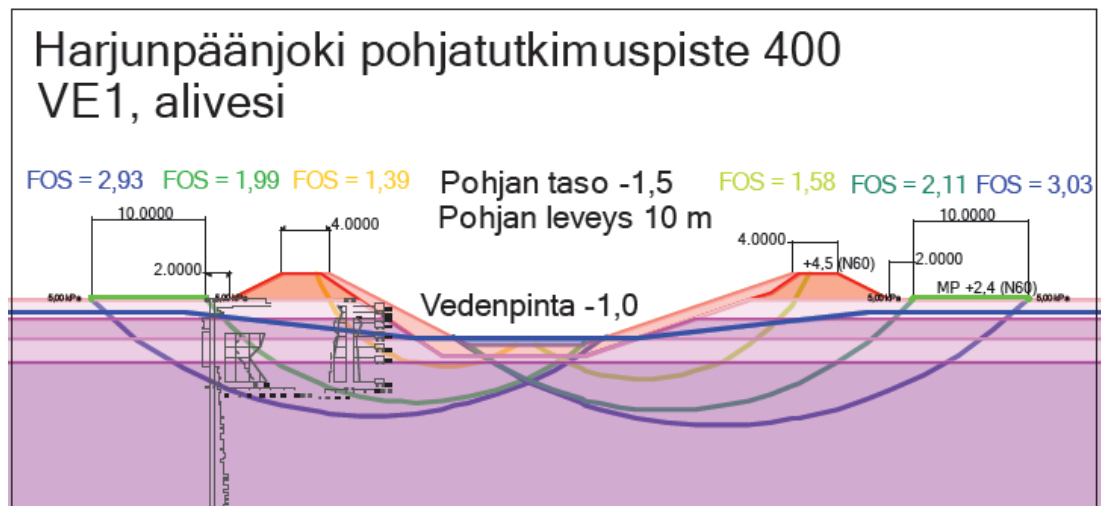 Harjunpäänjoki pohjatutkimuspiste 400
VE1, alivesi
FOS = 2,93 FOS = 1,99 FOS = 1,39 Pohjan taso -1,5 FOS = 1,58 FOS = 2,11 FOS = 3,03
Pohjan leveys 10 m
10.0000 4.0000 4.0000 10.0000
2.0000 +4,5 (N60) 2.0000
5,00 kPa 5,00 kPa Vedenpinta -1,0 5,00 kPa MP +2,4 (N60) 5,00 kPa